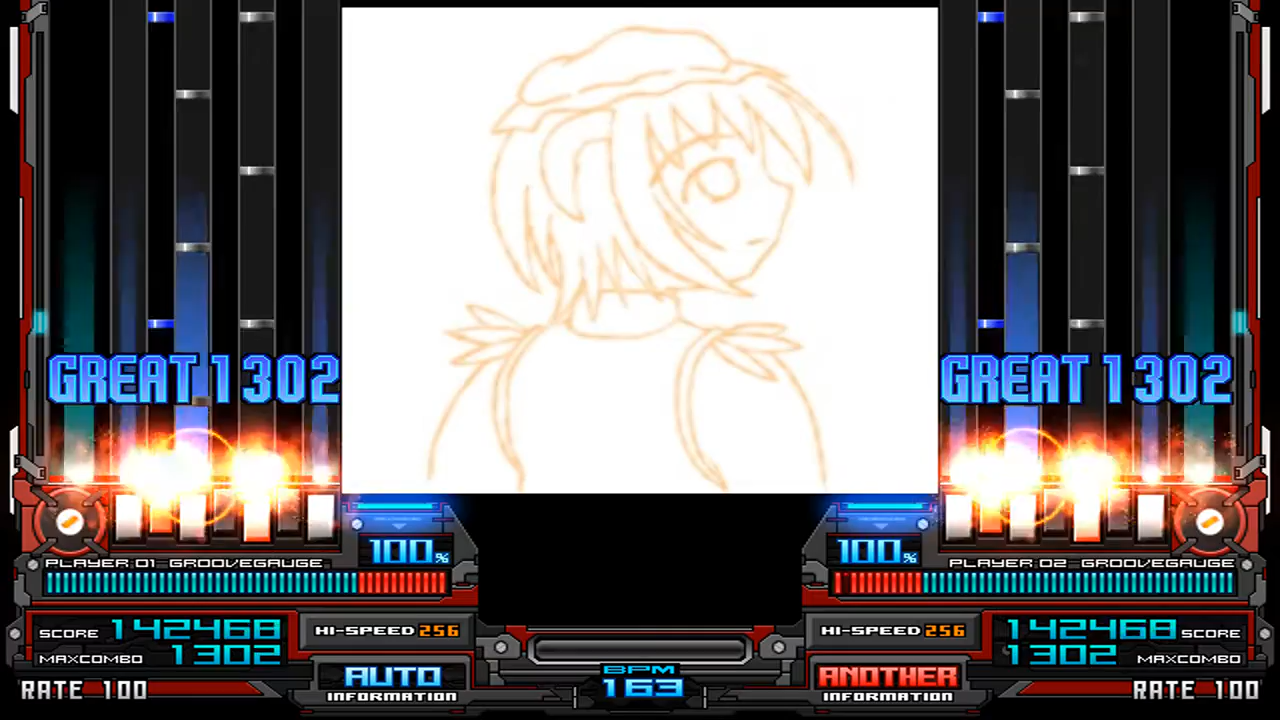 GREAT 1302
GREAT 1302
100%
100%
PLAYER 01 GROOVEGAUGE
PLAYER 02 GROOVEGAUGE
SCORE 142468
HI-SPEED 256
HI-SPEED 256
142468 SCORE
MAXCOMBO 1302
1302 MAXCOMBO
AUTO
INFORMATION
BPM
163
ANOTHER
INFORMATION
RATE 100
RATE 100